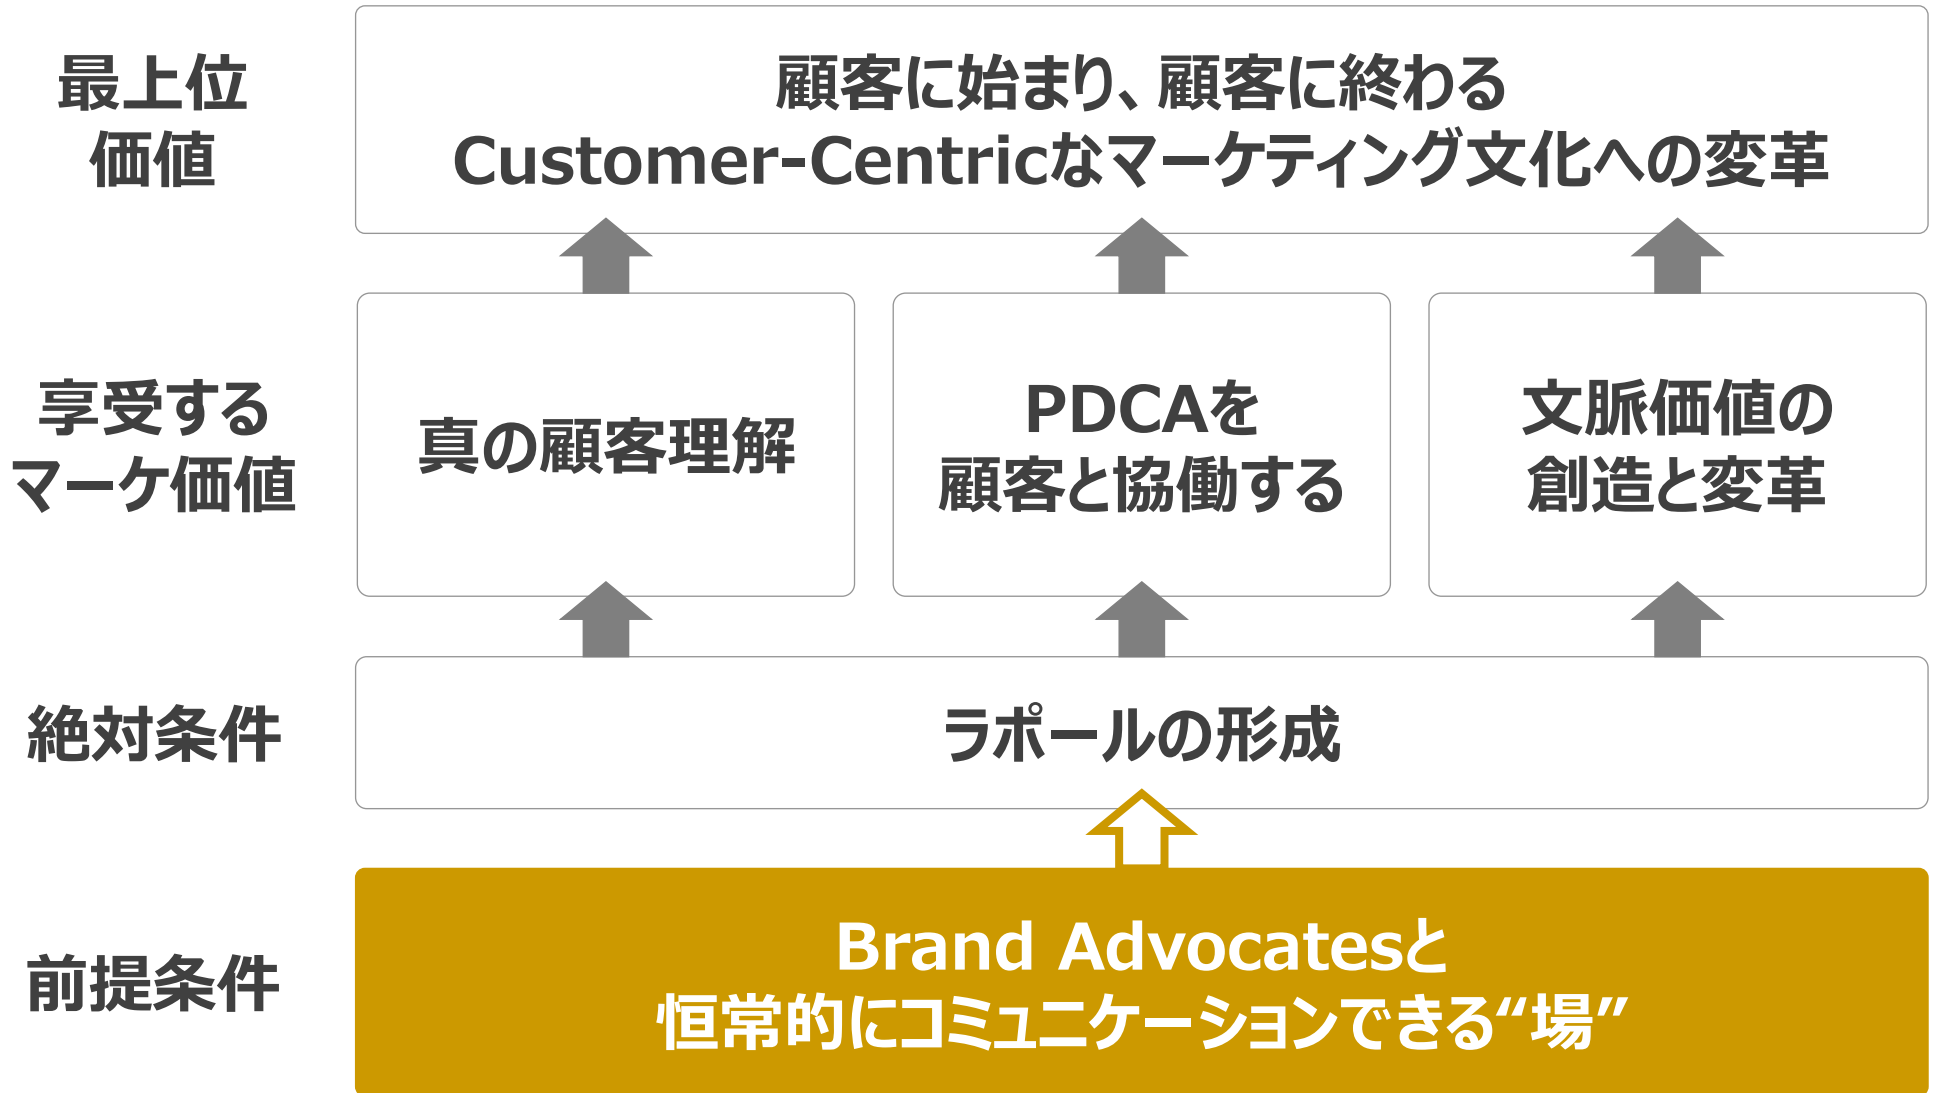 最上位
価値
顧客に始まり、顧客に終わる
Customer-Centricなマーケティング文化への変革
享受する
マーケ価値
真の顧客理解
PDCAを
顧客と協働する
文脈価値の
創造と変革
絶対条件
ラポールの形成
前提条件
Brand Advocatesと
恒常的にコミュニケーションできる“場”